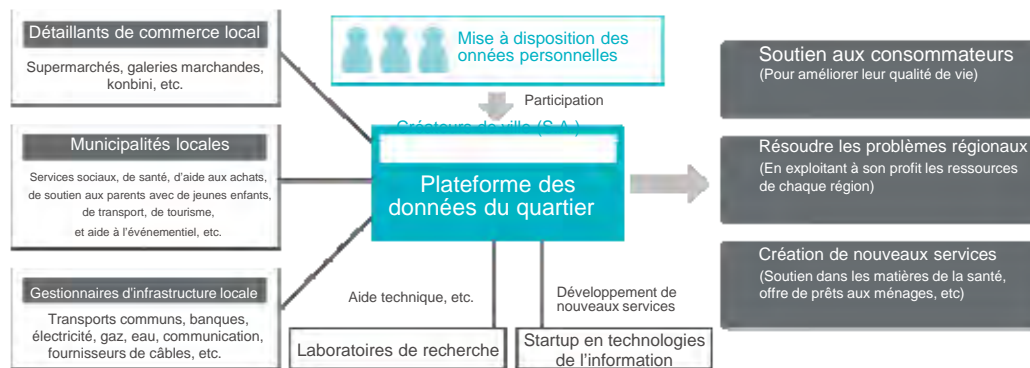 Détaillants de commerce local
Supermarchés, galeries marchandes,
konbini, etc.
Municipalités locales
Services sociaux, de santé, d'aide aux achats,
de soutien aux parents avec de jeunes enfants,
de transport, de tourisme,
et aide à l'événementiel, etc.
Gestionnaires d'infrastructure locale
Transports communs, banques,
électricité, gaz, eau, communication,
fournisseurs de câbles, etc.
Mise à disposition des
onnées personnelles
Participation
Créateurs de ville (S.A.)
Plateforme des
données du quartier
Aide technique, etc.
Développement de
nouveaux services
Laboratoires de recherche
Startup en technologies
de l'information
Soutien aux consommateurs
(Pour améliorer leur qualité de vie)
Résoudre les problèmes régionaux
(En exploitant à son profit les ressources
de chaque région)
Création de nouveaux services
(Soutien dans les matières de la santé,
offre de prêts aux ménages, etc)